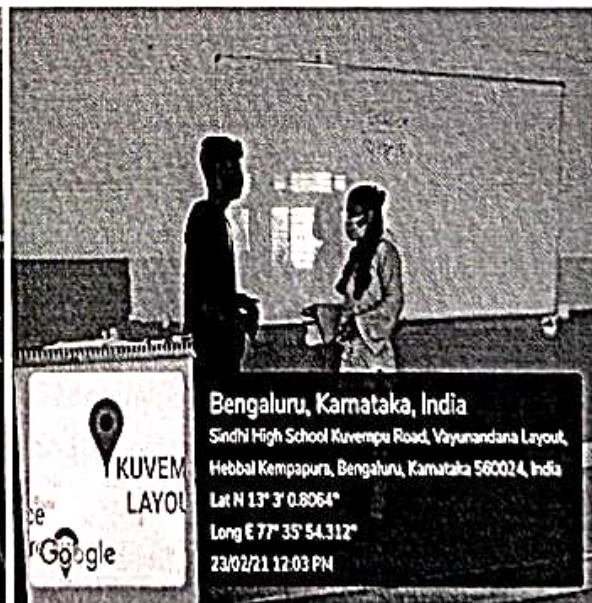 Bengaluru, Karnataka, India
Sindhi High School Kuvempu Road, Vayunandana Layout,
Hebbal Kempapura, Bengaluru, Karnataka 560024, India
Lat N 13° 3' 0.8064"
Long E 77° 35' 54.312"
23/02/21 12:03 PM
KUVEM
LAYOU
Google